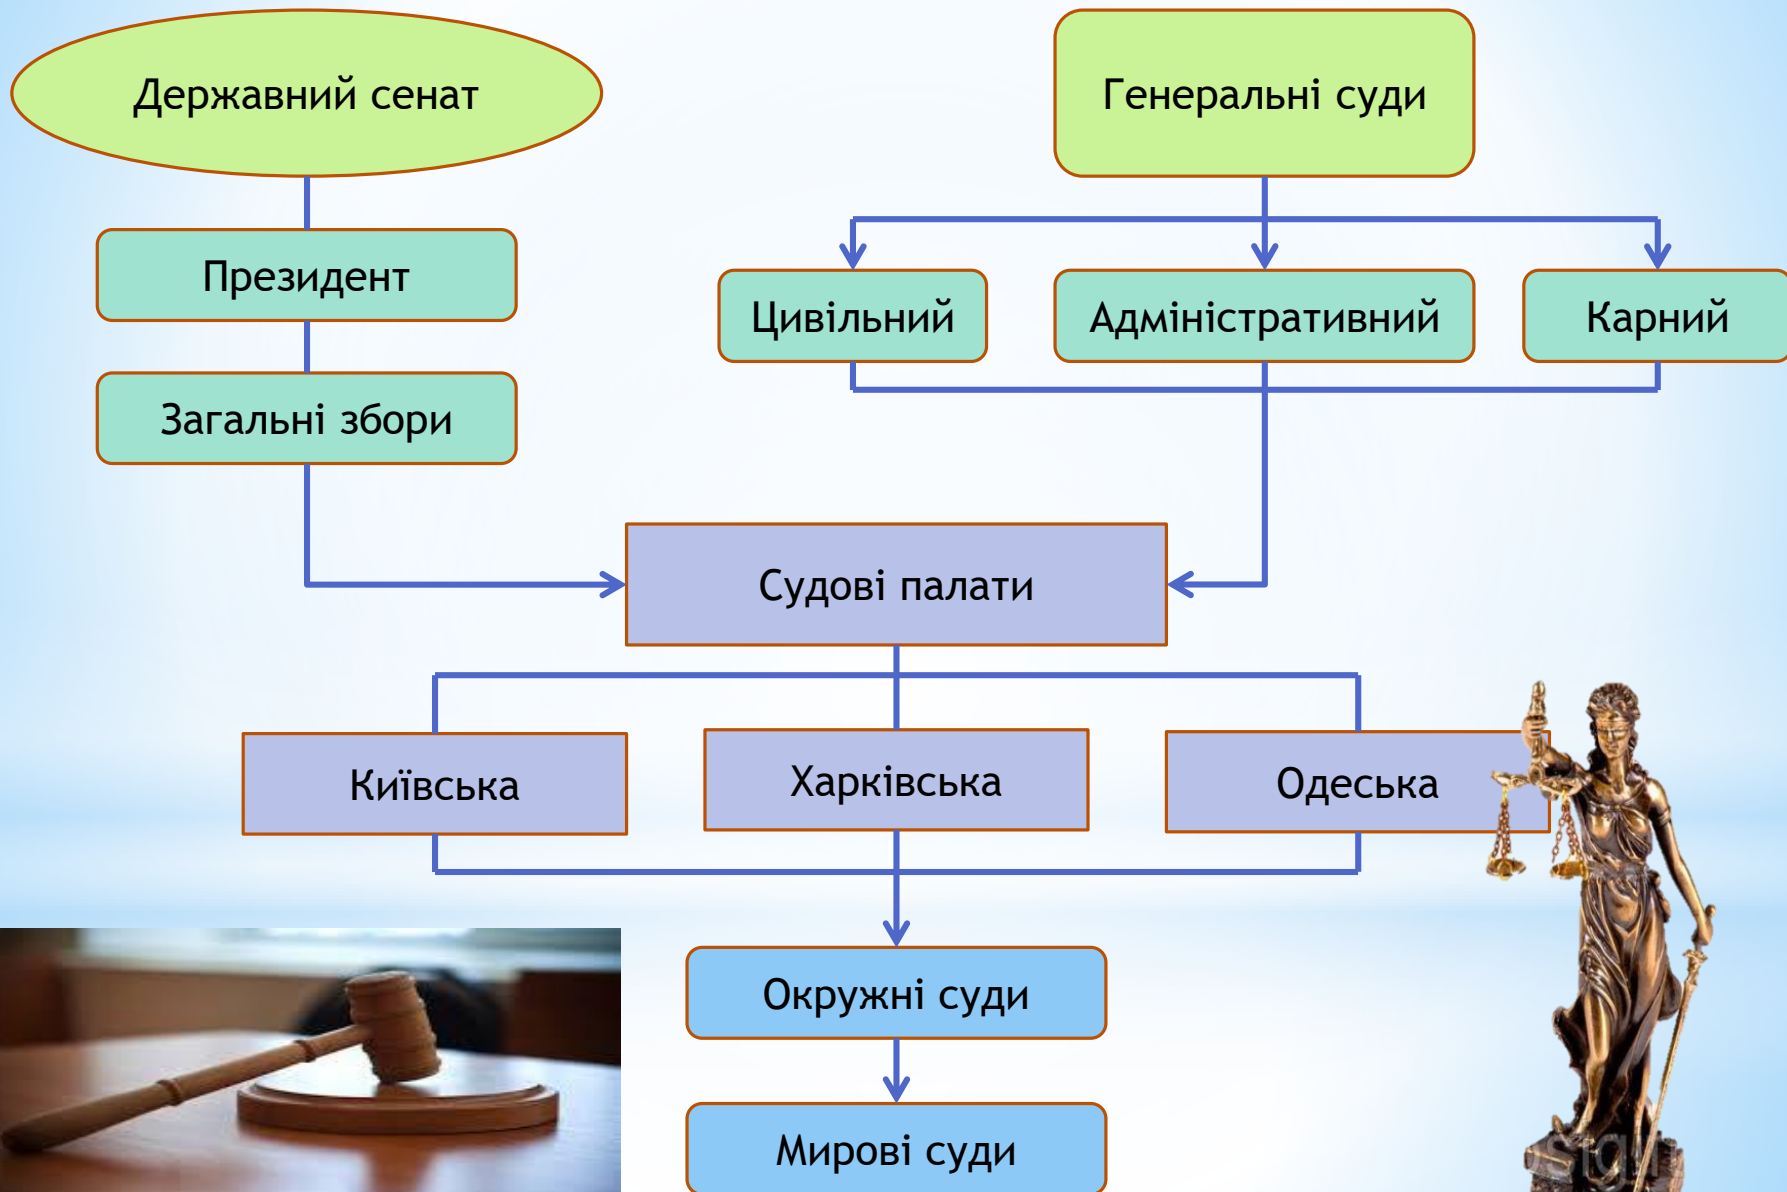 Державний сенат
Генеральні суди
Президент
Цивільний
Адміністративний
Карний
Загальні збори
Судові палати
Київська
Харківська
Одеська
Окружні суди
Мирові суди